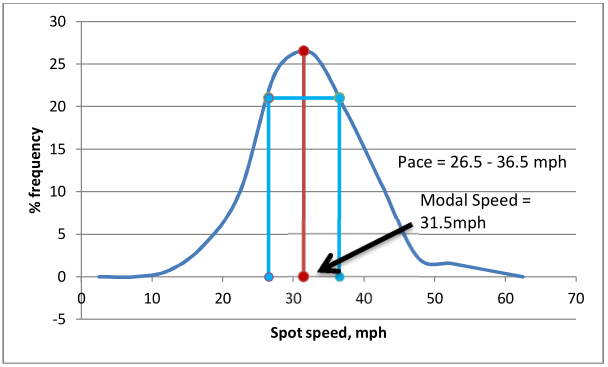 30
25
20
15
10
5
0
-5
% frequency
0 10 20 30 40 50 60 70
Spot speed, mph
Pace = 26.5 - 36.5 mph
Modal Speed =
31.5mph